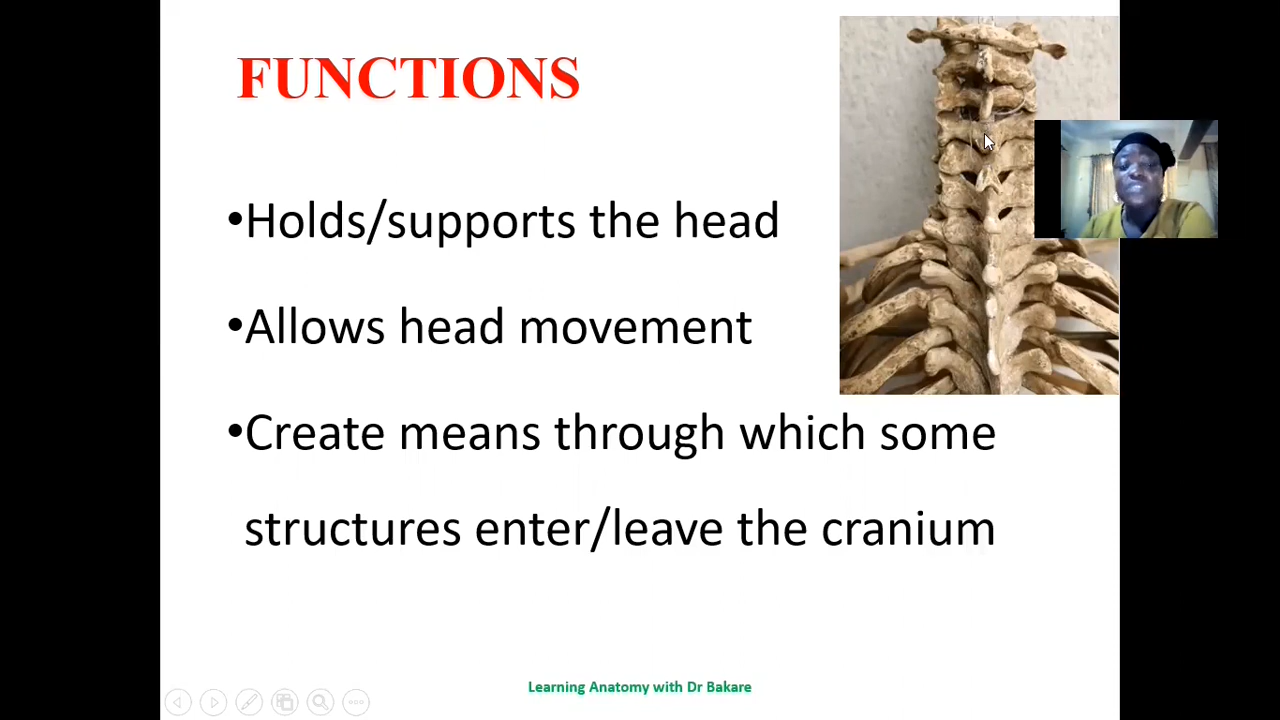 FUNCTIONS
•Holds/supports the head
•Allows head movement
•Create means through which some
structures enter/leave the cranium
Learning Anatomy with Dr Bakare